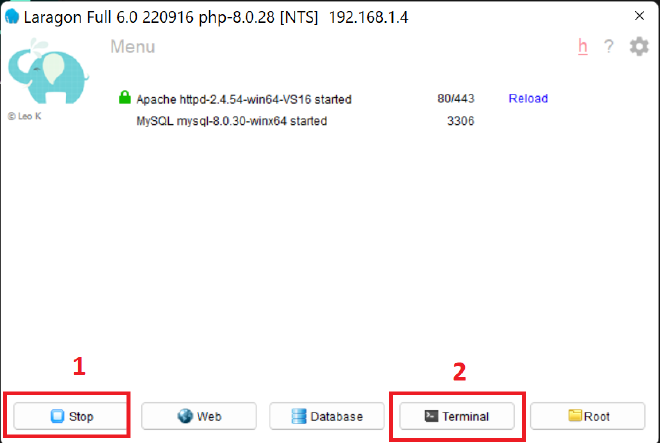 Laragon Full 6.0 220916 php-8.0.28 [NTS] 192.168.1.4
Menu
h ?
© Leo K
Apache httpd-2.4.54-win64-VS16 started 80/443 Reload
MySQL mysql-8.0.30-winx64 started 3306
1
2
Stop Web Database Terminal Root